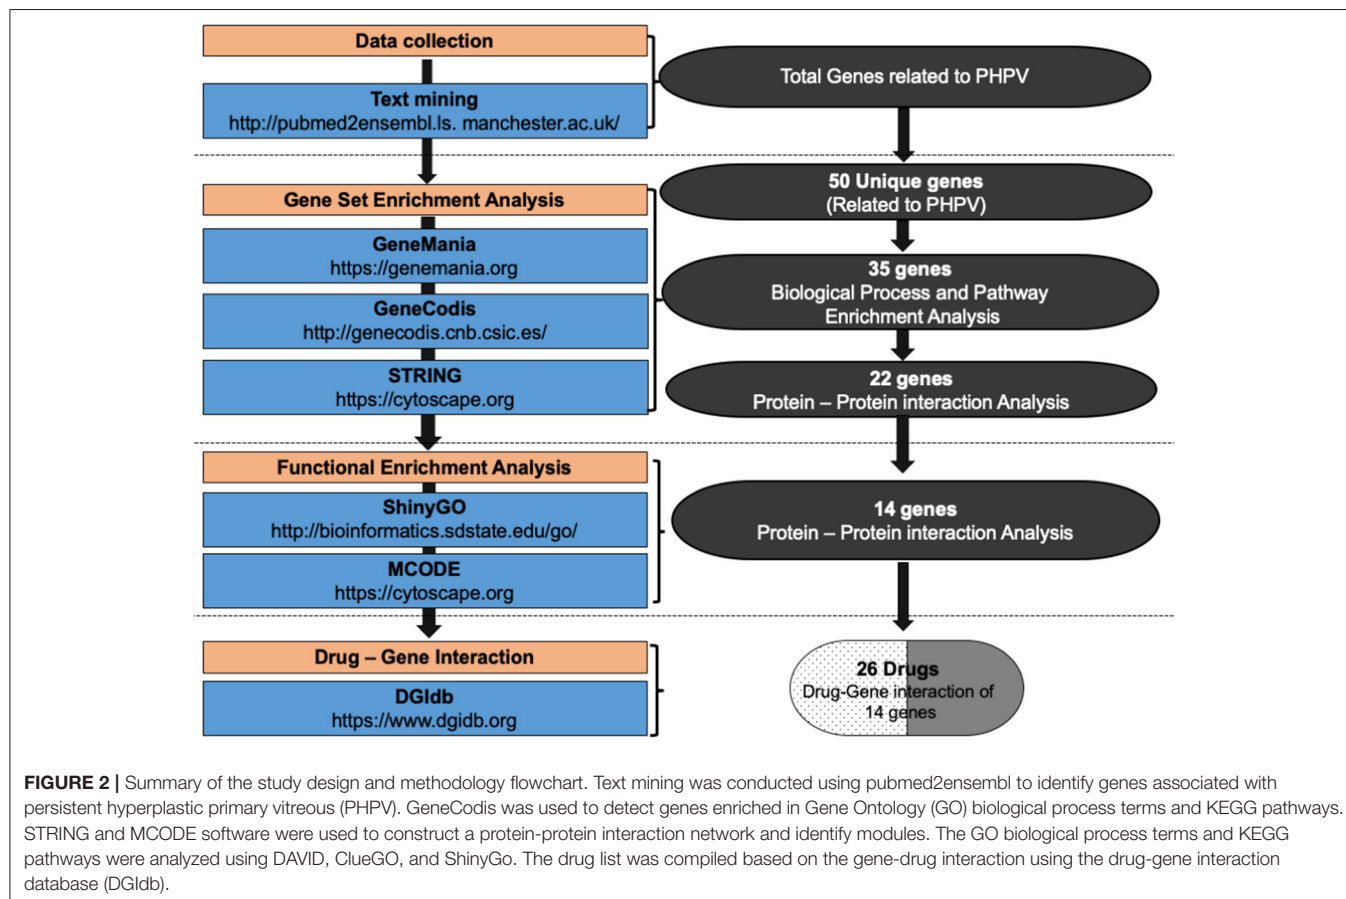 Data collection
Text mining
http://pubmed2ensembl.ls. manchester.ac.uk/
Total Genes related to PHPV
Gene Set Enrichment Analysis
GeneMania
https://genemania.org
GeneCodis
http://genecodis.cnb.csic.es/
STRING
https://cytoscape.org
50 Unique genes
(Related to PHPV)
35 genes
Biological Process and Pathway
Enrichment Analysis
22 genes
Protein – Protein interaction Analysis
Functional Enrichment Analysis
ShinyGO
http://bioinformatics.sdstate.edu/go/
MCODE
https://cytoscape.org
14 genes
Protein – Protein interaction Analysis
Drug – Gene Interaction
DGIdb
https://www.dgidb.org
26 Drugs
Drug-Gene interaction of
14 genes
FIGURE 2 | Summary of the study design and methodology flowchart. Text mining was conducted using pubmed2ensembl to identify genes associated with
persistent hyperplastic primary vitreous (PHPV). GeneCodis was used to detect genes enriched in Gene Ontology (GO) biological process terms and KEGG pathways.
STRING and MCODE software were used to construct a protein-protein interaction network and identify modules. The GO biological process terms and KEGG
pathways were analyzed using DAVID, ClueGO, and ShinyGo. The drug list was compiled based on the gene-drug interaction using the drug-gene interaction
database (DGIdb).